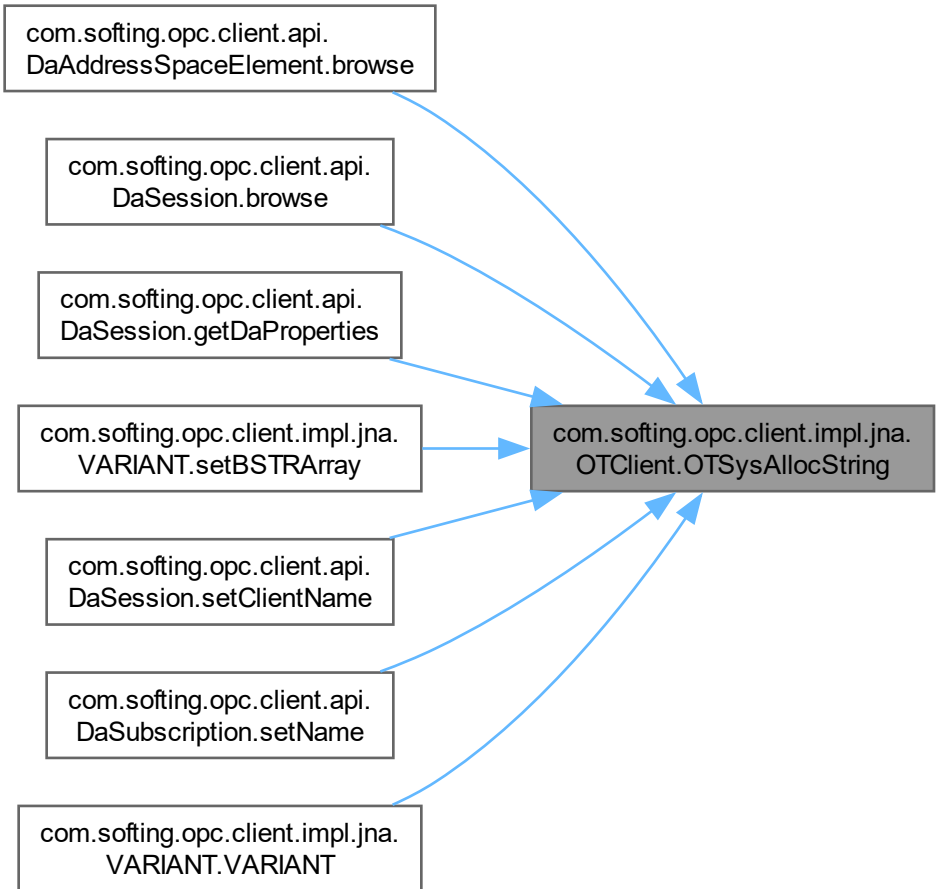 com.softing.opc.client.api.
DaAddressSpaceElement.browse
com.softing.opc.client.api.
DaSession.browse
com.softing.opc.client.api.
DaSession.getDaProperties
com.softing.opc.client.impl.jna.
VARIANT.setBSTRArray
com.softing.opc.client.impl.jna.
OTClient.OTSysAllocString
com.softing.opc.client.api.
DaSession.setClientName
com.softing.opc.client.api.
DaSubscription.setName
com.softing.opc.client.impl.jna.
VARIANT.VARIANT